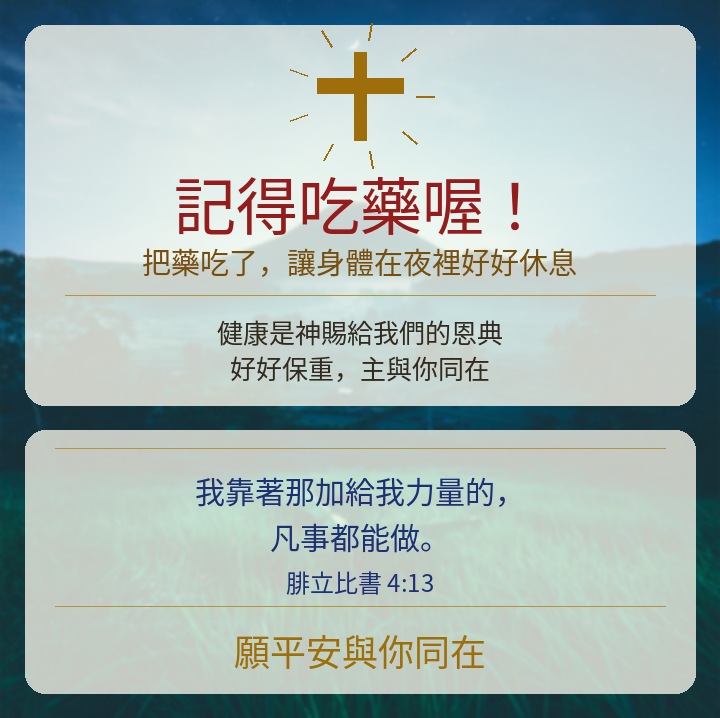 記得吃藥喔！
把藥吃了，讓身體在夜裡好好休息
健康是神賜給我們的恩典
好好保重，主與你同在
我靠著那加給我力量的，
凡事都能做。
腓立比書 4:13
願平安與你同在